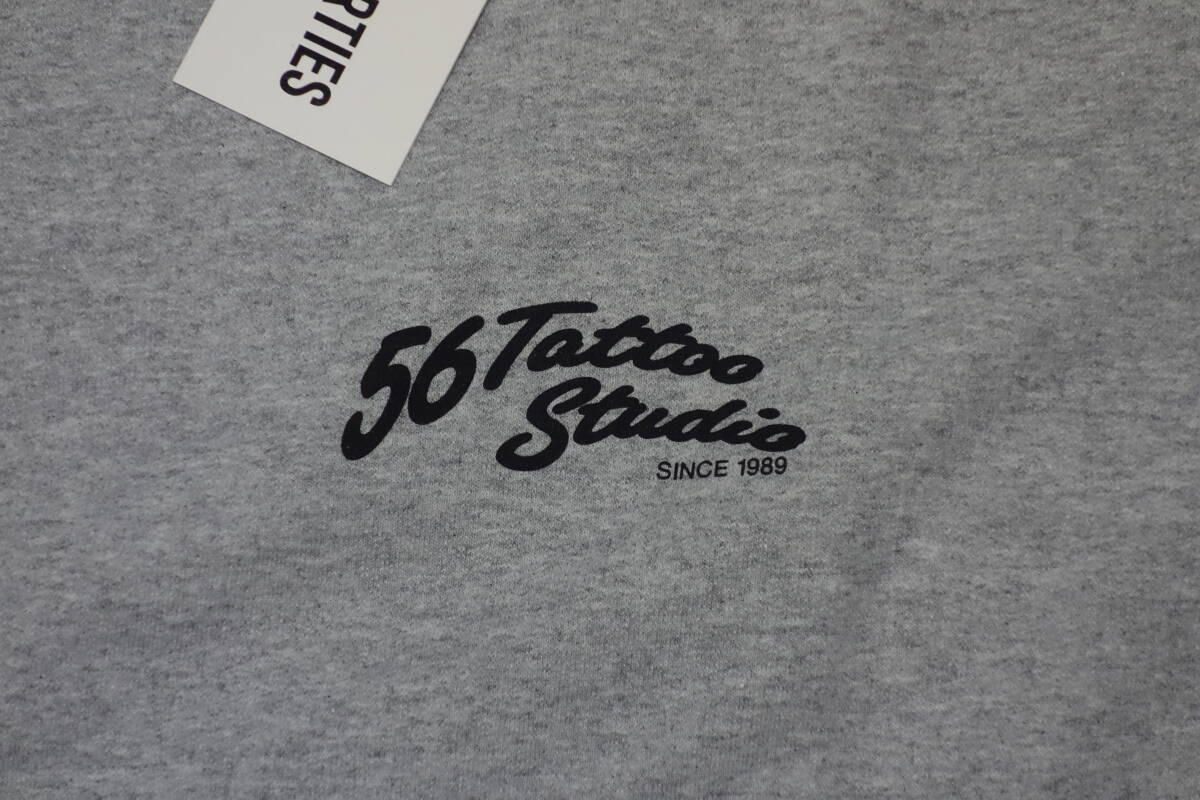 RTIES
56 Tattoo
Studio
SINCE 1989